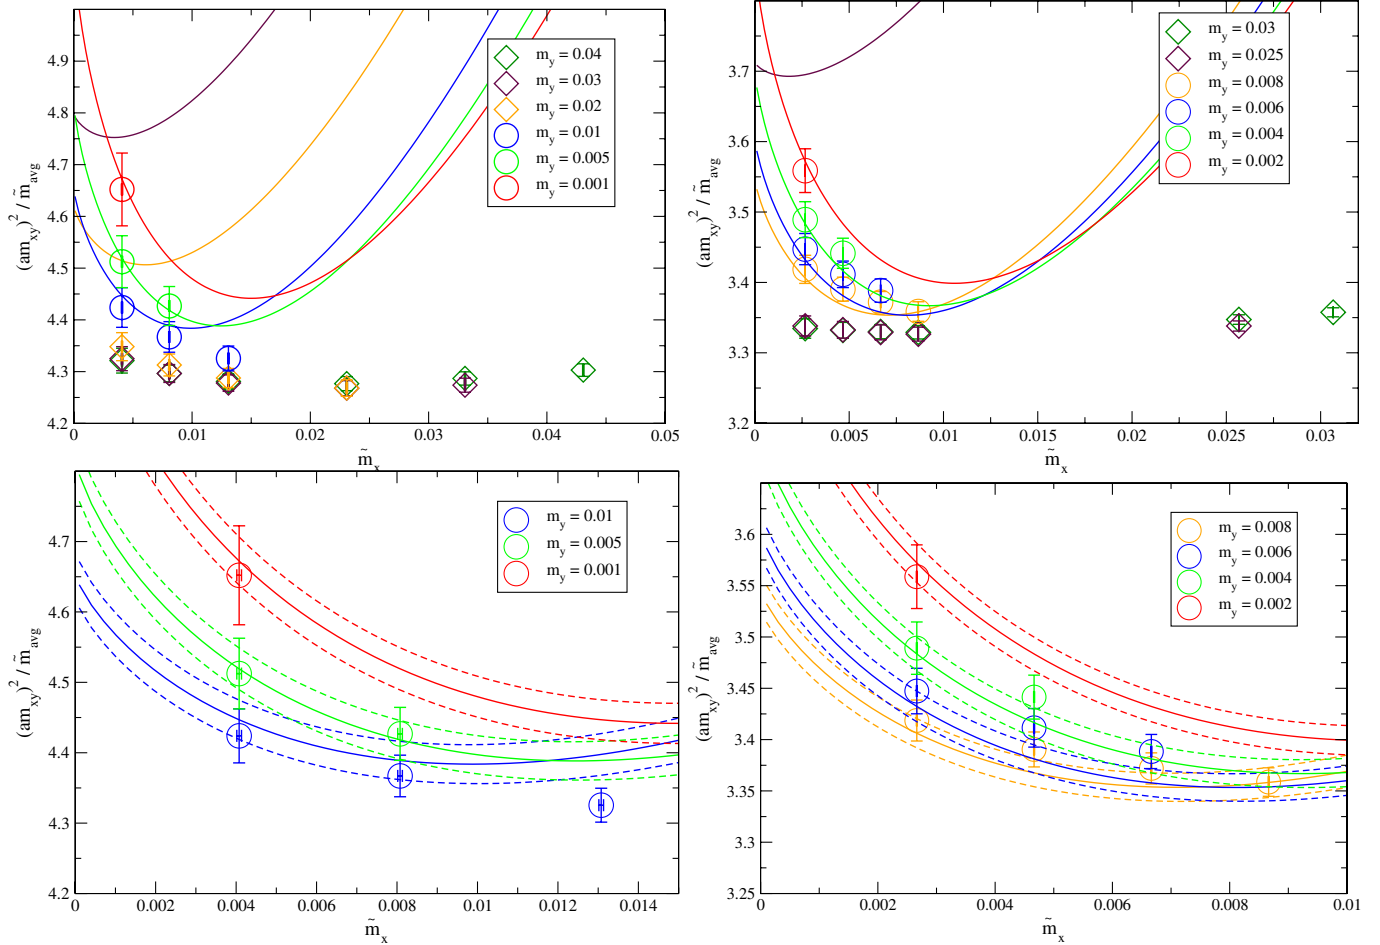 4.9
4.8
4.7
4.6
4.5
4.4
4.3
4.2
(am_xy)^2 / m̃_avg
m_y = 0.04
m_y = 0.03
m_y = 0.02
m_y = 0.01
m_y = 0.005
m_y = 0.001
0 0.01 0.02 0.03 0.04 0.05
m̃_x
3.7
3.6
3.5
3.4
3.3
3.2
(am_xy)^2 / m̃_avg
m_y = 0.03
m_y = 0.025
m_y = 0.008
m_y = 0.006
m_y = 0.004
m_y = 0.002
0 0.005 0.01 0.015 0.02 0.025 0.03
m̃_x
4.7
4.6
4.5
4.4
4.3
4.2
(am_xy)^2 / m̃_avg
m_y = 0.01
m_y = 0.005
m_y = 0.001
0 0.002 0.004 0.006 0.008 0.01 0.012 0.014
m̃_x
3.6
3.55
3.5
3.45
3.4
3.35
3.3
3.25
(am_xy)^2 / m̃_avg
m_y = 0.008
m_y = 0.006
m_y = 0.004
m_y = 0.002
0 0.002 0.004 0.006 0.008 0.01
m̃_x